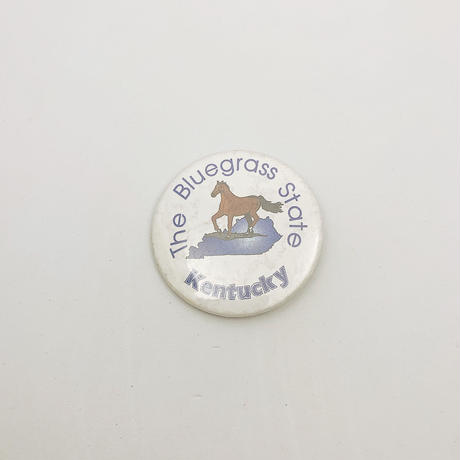 The Bluegrass State
Kentucky